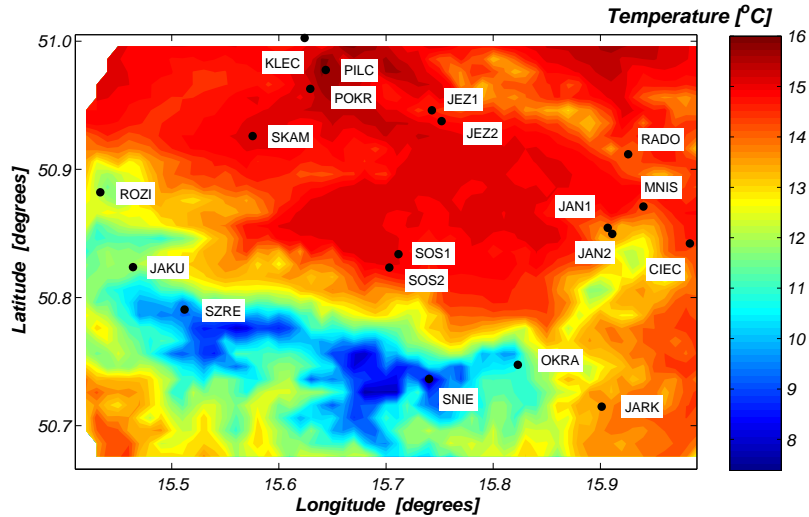 Temperature [°C]
51.0
50.9
50.8
50.7
Latitude [degrees]
KLEC
PILC
POKR
JEZ1
JEZ2
SKAM
RADO
ROZI
MNIS
JAN1
JAN2
SOS1
SOS2
CIEC
JAKU
SZRE
OKRA
SNIE
JARK
15.5
15.6
15.7
15.8
15.9
Longitude [degrees]
16
15
14
13
12
11
10
9
8